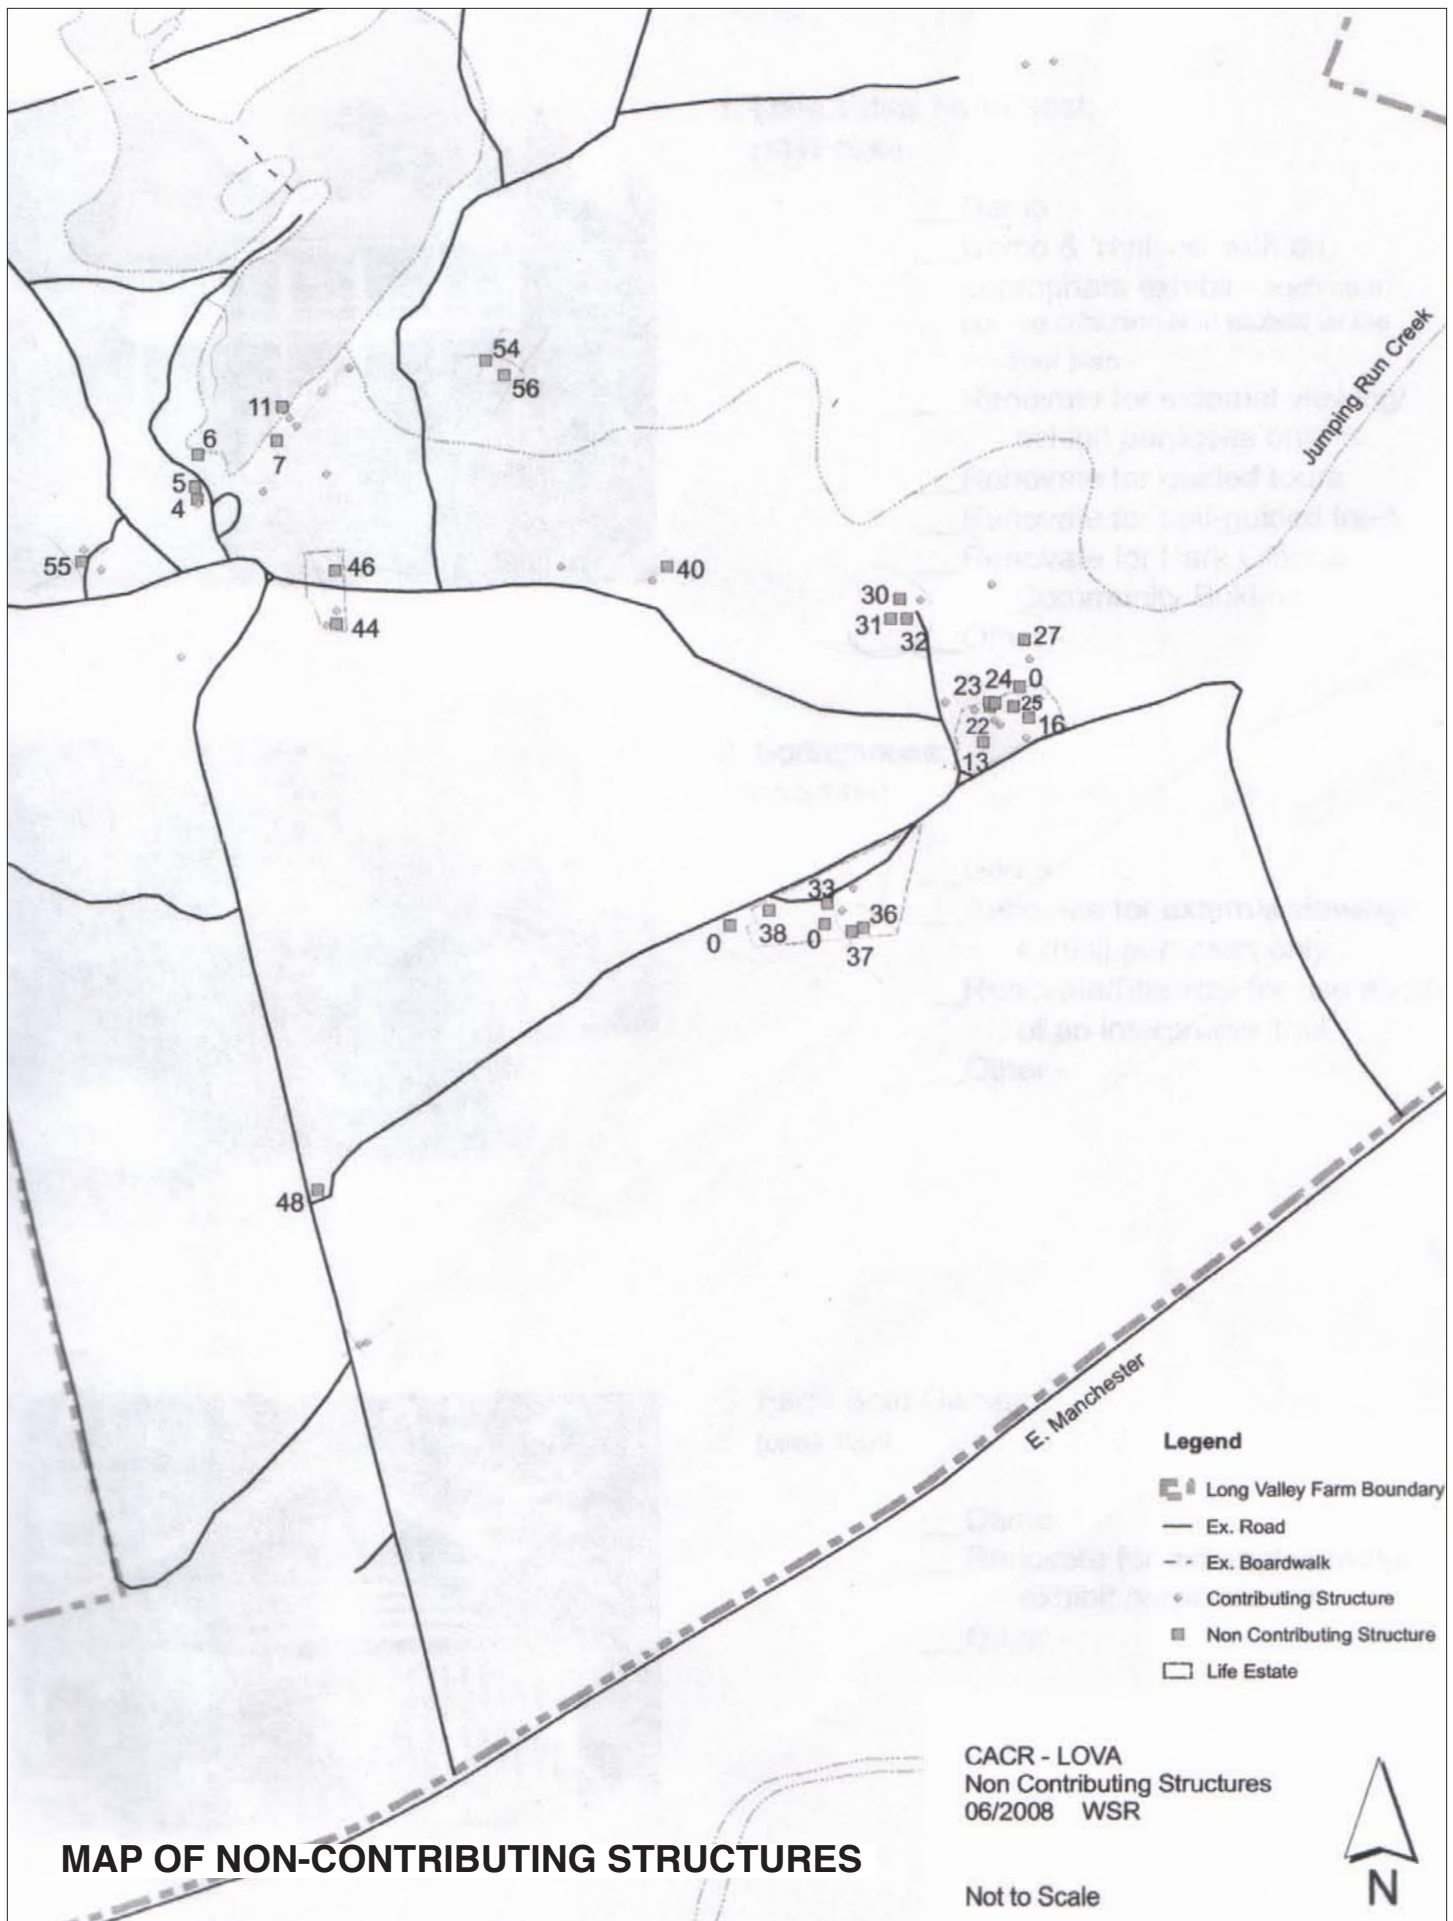 Jumping Run Creek
54
56
11
6
7
5
4
55
46
40
44
30
31
32
27
23
24
0
25
22
16
13
33
36
38
0
0
37
48
E. Manchester
Legend
Long Valley Farm Boundary
Ex. Road
Ex. Boardwalk
Contributing Structure
Non Contributing Structure
Life Estate
CACR - LOVA
Non Contributing Structures
06/2008 WSR
MAP OF NON-CONTRIBUTING STRUCTURES
Not to Scale
N